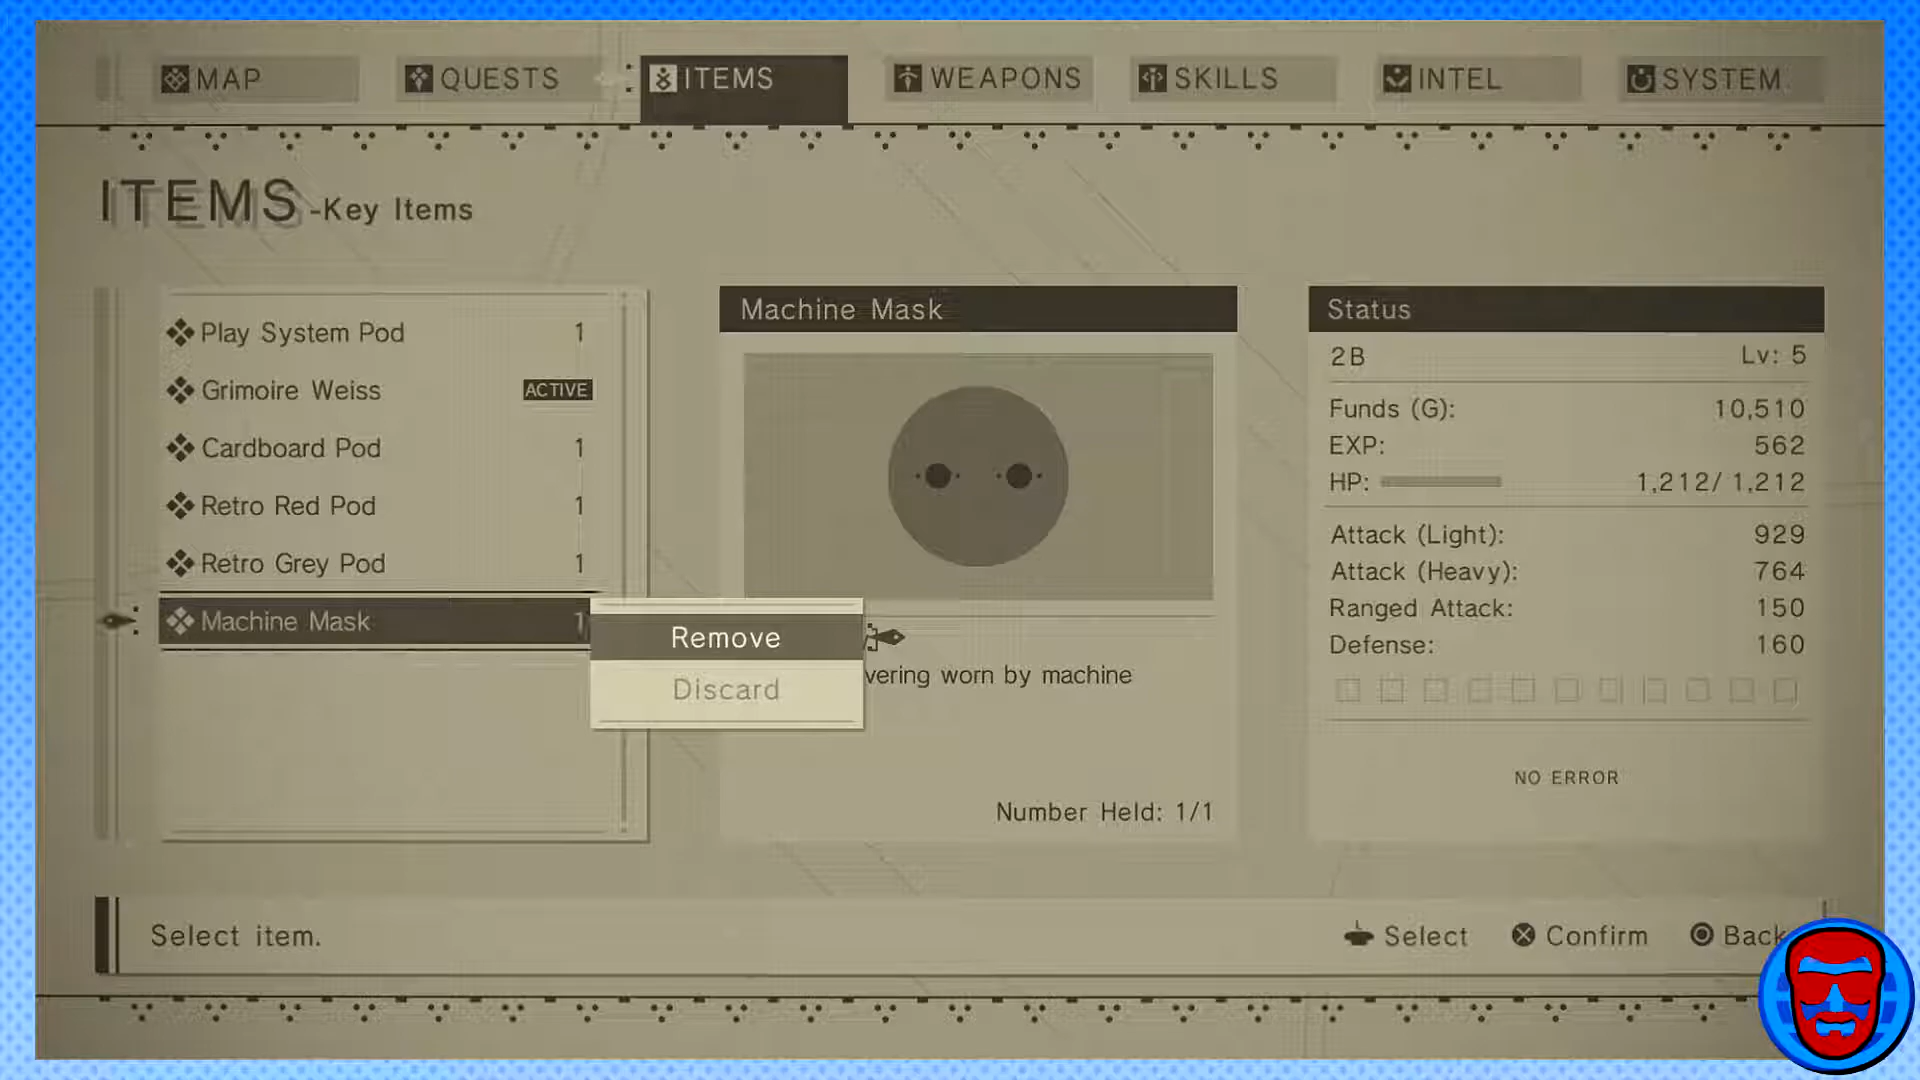 MAP QUESTS ITEMS WEAPONS SKILLS INTEL SYSTEM
ITEMS -Key Items
Play System Pod 1
Grimoire Weiss ACTIVE
Cardboard Pod 1
Retro Red Pod 1
Retro Grey Pod 1
Machine Mask 1
Remove
Discard
Machine Mask
vering worn by machine
Number Held: 1/1
Status
2B Lv: 5
Funds (G): 10,510
EXP: 562
HP: 1,212/ 1,212
Attack (Light): 929
Attack (Heavy): 764
Ranged Attack: 150
Defense: 160
NO ERROR
Select item.
Select Confirm Back